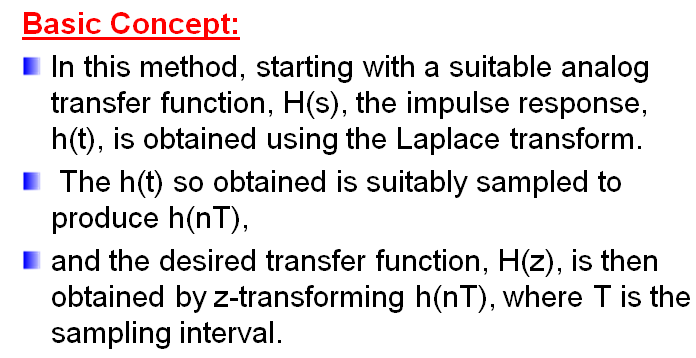 Basic Concept:
In this method, starting with a suitable analog
transfer function, H(s), the impulse response,
h(t), is obtained using the Laplace transform.
The h(t) so obtained is suitably sampled to
produce h(nT),
and the desired transfer function, H(z), is then
obtained by z-transforming h(nT), where T is the
sampling interval.